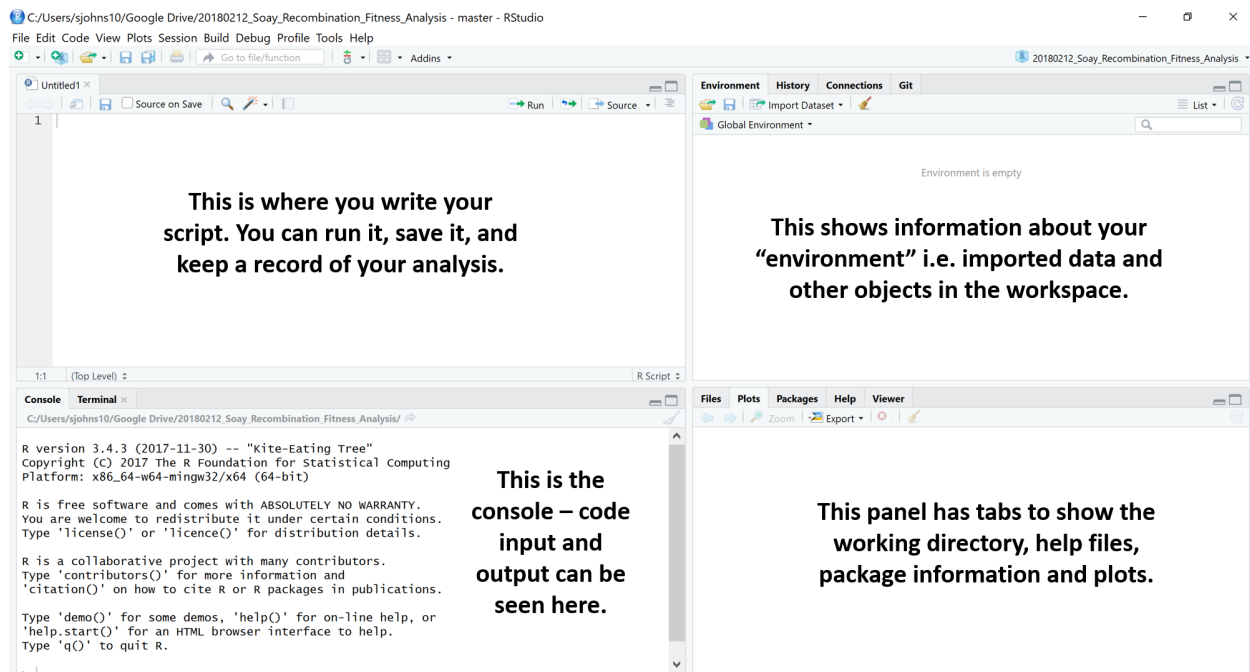 C:/Users/sjohns10/Google Drive/20180212_Soay_Recombination_Fitness_Analysis - master - RStudio
File Edit Code View Plots Session Build Debug Profile Tools Help
Go to file/function Addins 20180212_Soay_Recombination_Fitness_Analysis
Untitled1
Source on Save Run Source
1
This is where you write your
script. You can run it, save it, and
keep a record of your analysis.
1:1 (Top Level) R Script
Environment History Connections Git
Import Dataset List
Global Environment
Environment is empty
This shows information about your
“environment” i.e. imported data and
other objects in the workspace.
Console Terminal
C:/Users/sjohns10/Google Drive/20180212_Soay_Recombination_Fitness_Analysis/
R version 3.4.3 (2017-11-30) -- "Kite-Eating Tree"
Copyright (C) 2017 The R Foundation for Statistical Computing
Platform: x86_64-w64-mingw32/x64 (64-bit)
R is free software and comes with ABSOLUTELY NO WARRANTY.
You are welcome to redistribute it under certain conditions.
Type 'license()' or 'licence()' for distribution details.
R is a collaborative project with many contributors.
Type 'contributors()' for more information and
'citation()' on how to cite R or R packages in publications.
Type 'demo()' for some demos, 'help()' for on-line help, or
'help.start()' for an HTML browser interface to help.
Type 'q()' to quit R.
This is the
console – code
input and
output can be
seen here.
Files Plots Packages Help Viewer
Zoom Export
This panel has tabs to show the
working directory, help files,
package information and plots.